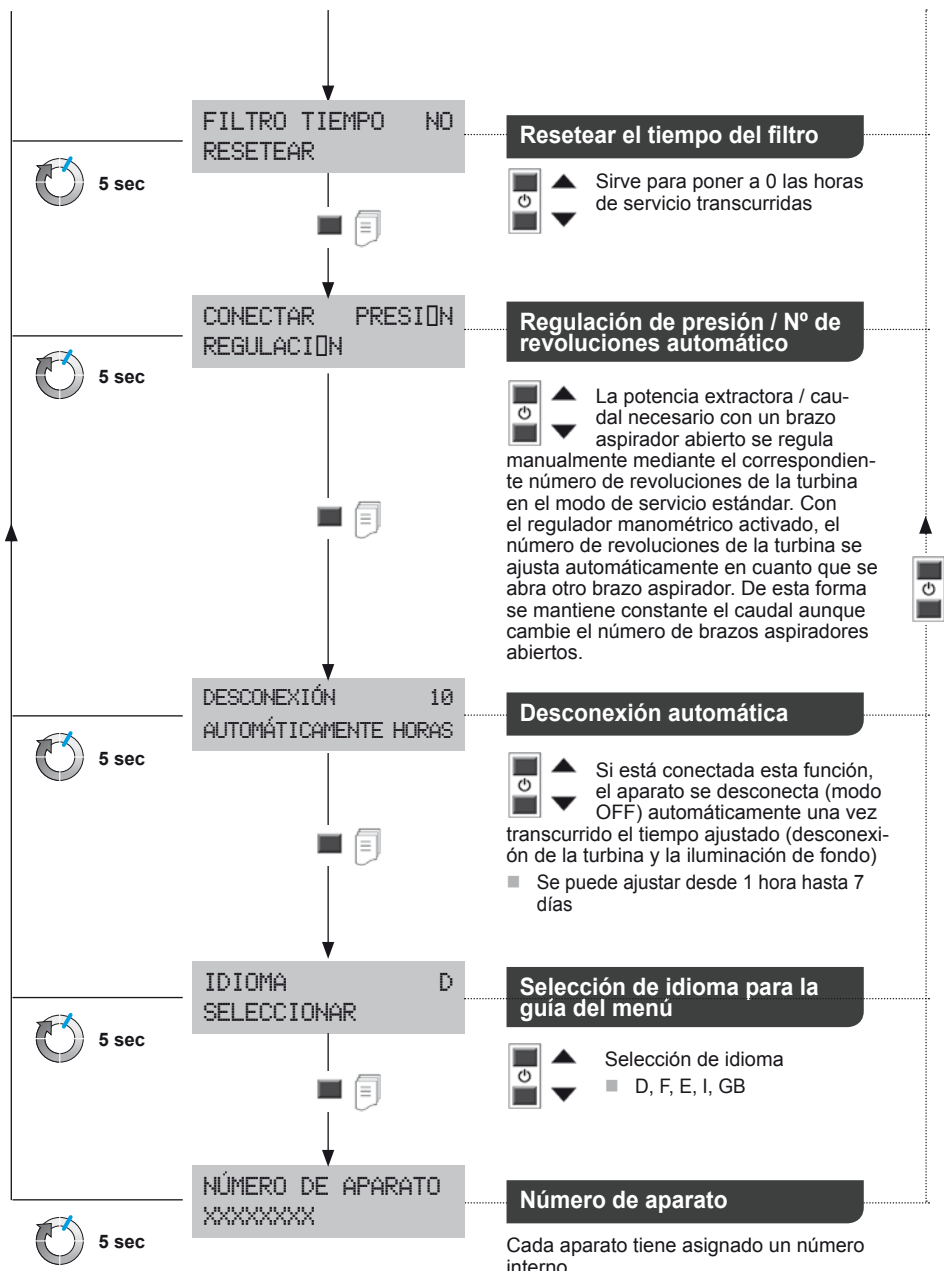 FILTRO TIEMPO NO
RESETEAR
5 sec
Resetear el tiempo del filtro
Sirve para poner a 0 las horas
de servicio transcurridas
CONECTAR PRESI▯N
REGULACI▯N
5 sec
Regulación de presión / Nº de
revoluciones automático
La potencia extractora / cau-
dal necesario con un brazo
aspirador abierto se regula
manualmente mediante el correspondien-
te número de revoluciones de la turbina
en el modo de servicio estándar. Con
el regulador manométrico activado, el
número de revoluciones de la turbina se
ajusta automáticamente en cuanto que se
abra otro brazo aspirador. De esta forma
se mantiene constante el caudal aunque
cambie el número de brazos aspiradores
abiertos.
DESCONEXIÓN 10
AUTOMÁTICAMENTE HORAS
5 sec
Desconexión automática
Si está conectada esta función,
el aparato se desconecta (modo
OFF) automáticamente una vez
transcurrido el tiempo ajustado (desconexi-
ón de la turbina y la iluminación de fondo)
Se puede ajustar desde 1 hora hasta 7
días
IDIOMA D
SELECCIONAR
5 sec
Selección de idioma para la
guía del menú
Selección de idioma
D, F, E, I, GB
NÚMERO DE APARATO
XXXXXXXX
5 sec
Número de aparato
Cada aparato tiene asignado un número
interno